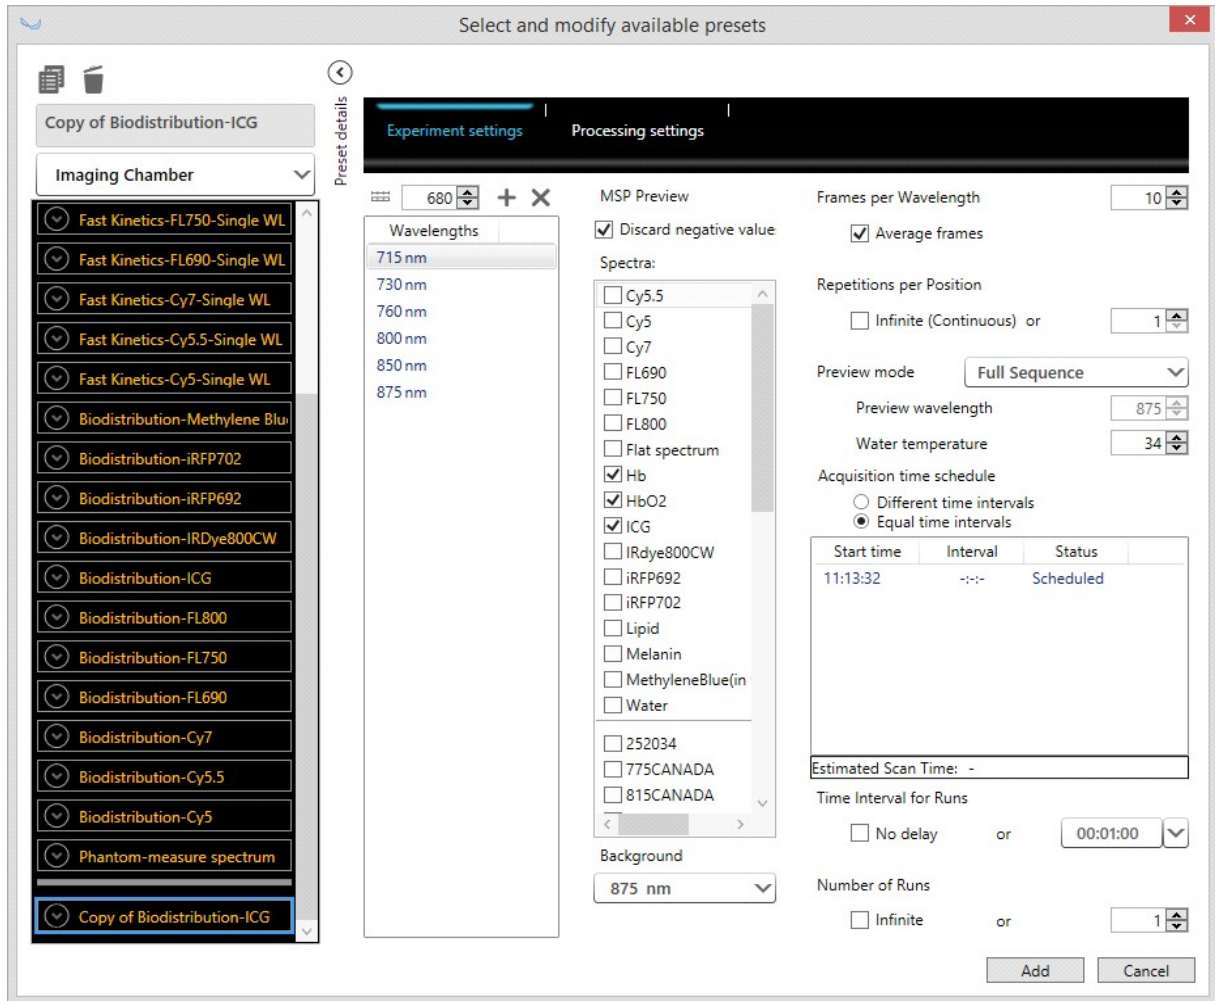 Select and modify available presets
Copy of Biodistribution-ICG
Imaging Chamber
Fast Kinetics-FL750-Single WL
Fast Kinetics-FL690-Single WL
Fast Kinetics-Cy7-Single WL
Fast Kinetics-Cy5.5-Single WL
Fast Kinetics-Cy5-Single WL
Biodistribution-Methylene Blu
Biodistribution-iRFP702
Biodistribution-iRFP692
Biodistribution-IRDye800CW
Biodistribution-ICG
Biodistribution-FL800
Biodistribution-FL750
Biodistribution-FL690
Biodistribution-Cy7
Biodistribution-Cy5.5
Biodistribution-Cy5
Phantom-measure spectrum
Copy of Biodistribution-ICG
Preset details
Experiment settings
Processing settings
680
Wavelengths
715 nm
730 nm
760 nm
800 nm
850 nm
875 nm
MSP Preview
Discard negative value
Spectra:
Cy5.5
Cy5
Cy7
FL690
FL750
FL800
Flat spectrum
Hb
HbO2
ICG
IRdye800CW
iRFP692
iRFP702
Lipid
Melanin
MethyleneBlue(in
Water
252034
775CANADA
815CANADA
Background
875 nm
Frames per Wavelength 10
Average frames
Repetitions per Position
Infinite (Continuous) or 1
Preview mode Full Sequence
Preview wavelength 875
Water temperature 34
Acquisition time schedule
Different time intervals
Equal time intervals
Start time Interval Status
11:13:32 -:-:- Scheduled
Estimated Scan Time: -
Time Interval for Runs
No delay or 00:01:00
Number of Runs
Infinite or 1
Add Cancel